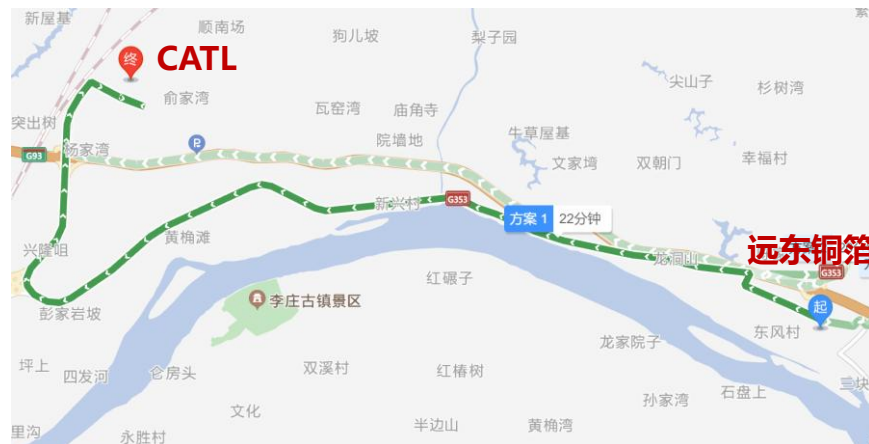 新屋基
顺南场
狗儿坡
梨子园
终
CATL
尖山子
杉树湾
俞家湾
瓦窑湾
庙角寺
突出树
院墙地
牛草屋基
G93
杨家湾
P
文家塆
双朝门
幸福村
新兴村
G353
方案 1
22分钟
兴隆咀
黄桷滩
龙洞山
远东铜箔
G353
红碾子
彭家岩坡
李庄古镇景区
起
东风村
龙家院子
坪上
四发河
仑房头
双溪村
红椿树
石盘上
三块
孙家湾
文化
里沟
永胜村
半边山
黄桷湾